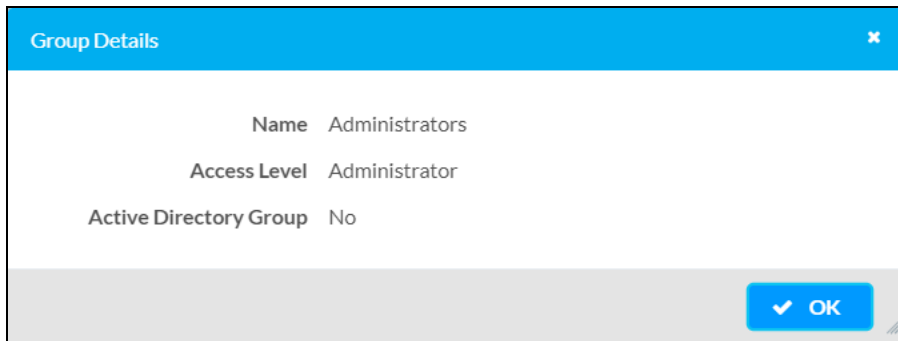 Group Details
Name Administrators
Access Level Administrator
Active Directory Group No
OK